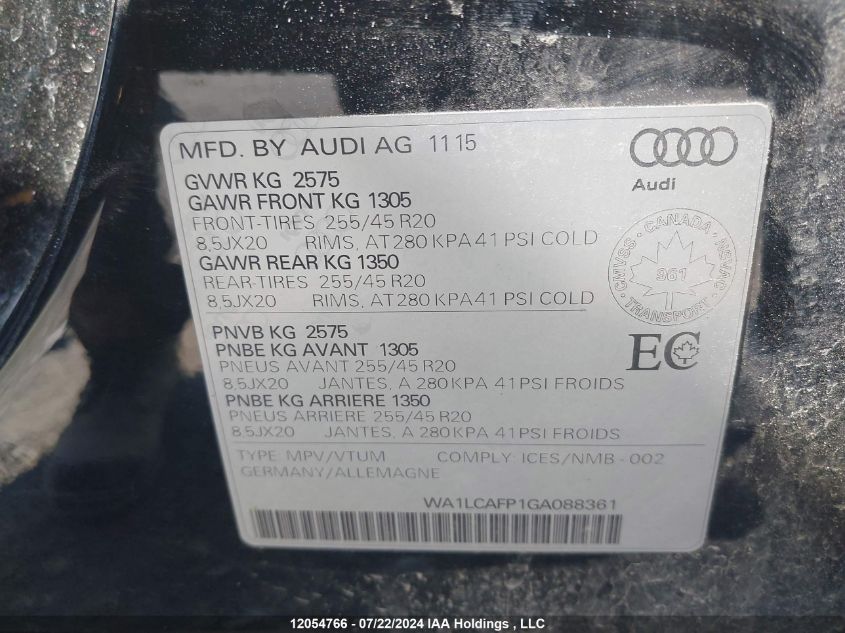 MFD. BY AUDI AG 11 15
Audi
GVWR KG 2575
GAWR FRONT KG 1305
FRONT-TIRES 255/45 R20
8,5JX20 RIMS, AT 280 KPA 41 PSI COLD
GAWR REAR KG 1350
REAR-TIRES 255/45 R20
8,5JX20 RIMS, AT 280 KPA 41 PSI COLD
CMVSS - CANADA - NSVAC
961
TRANSPORT
PNVB KG 2575
PNBE KG AVANT 1305
PNEUS AVANT 255/45 R20
8,5JX20 JANTES, A 280 KPA 41 PSI FROIDS
PNBE KG ARRIERE 1350
PNEUS ARRIERE 255/45 R20
8,5JX20 JANTES, A 280 KPA 41 PSI FROIDS
EC
TYPE MPV/VTUM COMPLY: ICES/NMB-002
GERMANY/ALLEMAGNE
WA1LCAFP1GA088361
12054766 - 07/22/2024 IAA Holdings , LLC